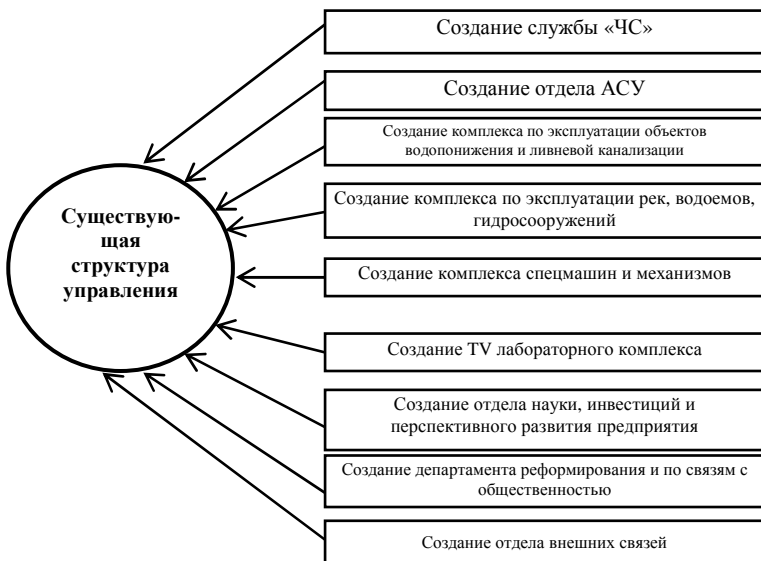 Создание службы «ЧС»
Создание отдела АСУ
Создание комплекса по эксплуатации объектов
водопонижения и ливневой канализации
Существую-
щая
структура
управления
Создание комплекса по эксплуатации рек, водоемов,
гидросооружений
Создание комплекса спецмашин и механизмов
Создание TV лабораторного комплекса
Создание отдела науки, инвестиций и
перспективного развития предприятия
Создание департамента реформирования и по связям с
общественностью
Создание отдела внешних связей